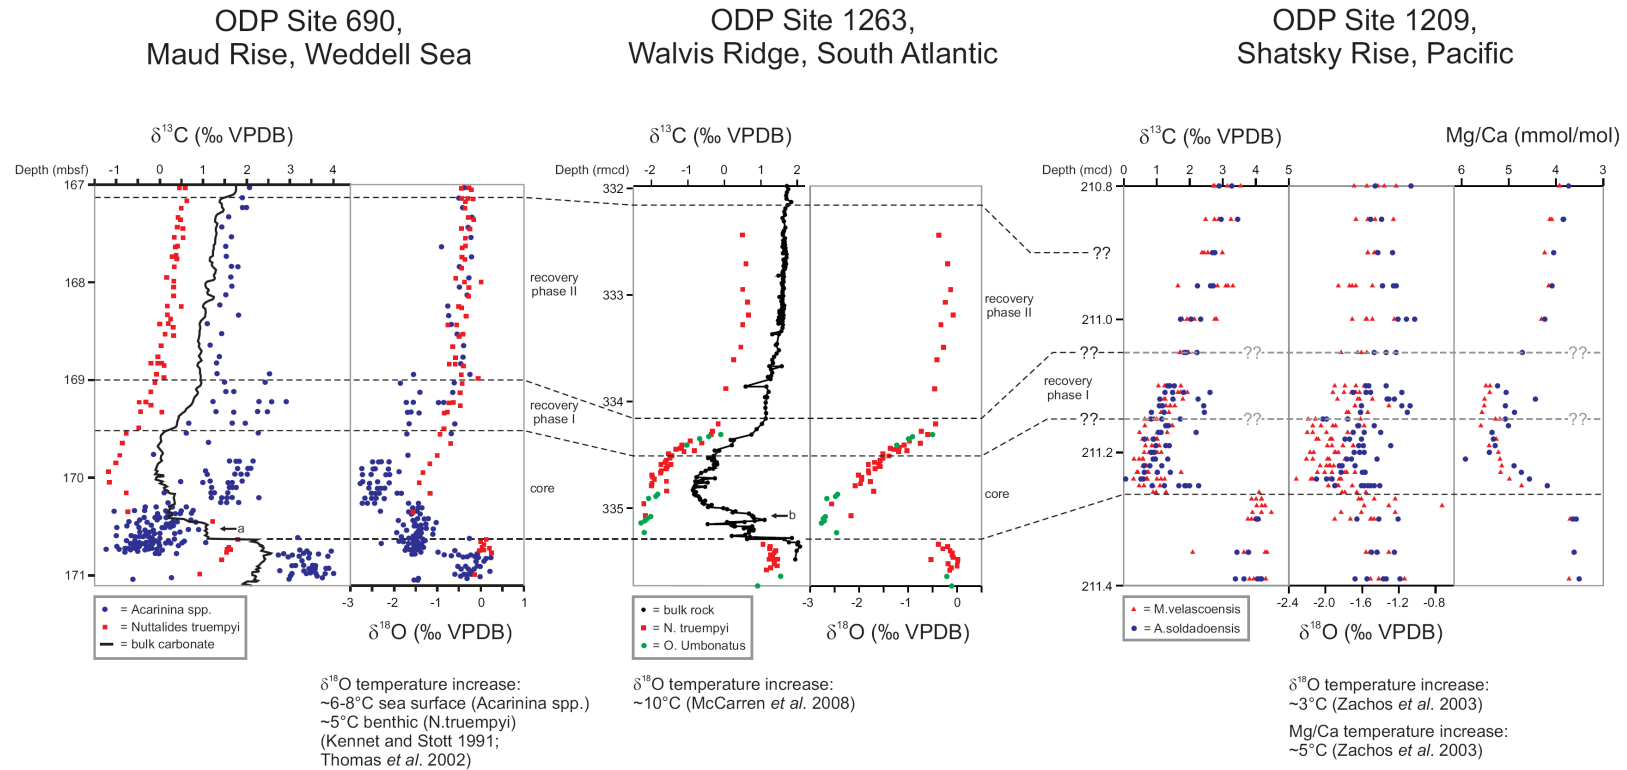 ODP Site 690,
Maud Rise, Weddell Sea
δ13C (‰ VPDB)
Depth (mbsf)
-1 0 1 2 3 4
167
168
169
170
171
a
recovery
phase II
recovery
phase I
core
-3 -2 -1 0 1
δ18O (‰ VPDB)
= Acarinina spp.
= Nuttalides truempyi
= bulk carbonate
δ18O temperature increase:
~6-8°C sea surface (Acarinina spp.)
~5°C benthic (N.truempyi)
(Kennet and Stott 1991;
Thomas et al. 2002)
ODP Site 1263,
Walvis Ridge, South Atlantic
δ13C (‰ VPDB)
Depth (rmcd)
-2 -1 0 1 2
332
333
334
335
b
recovery
phase II
core
-3 -2 -1 0
δ18O (‰ VPDB)
= bulk rock
= N. truempyi
= O. Umbonatus
δ18O temperature increase:
~10°C (McCarren et al. 2008)
ODP Site 1209,
Shatsky Rise, Pacific
δ13C (‰ VPDB)
Mg/Ca (mmol/mol)
Depth (mcd)
0 1 2 3 4 5
6 5 4 3
210.8
??
211.0
?? ?? ??
recovery
phase I
?? ?? ??
211.2
211.4
-2.4 -2.0 -1.6 -1.2 -0.8
δ18O (‰ VPDB)
= M.velascoensis
= A.soldadoensis
δ18O temperature increase:
~3°C (Zachos et al. 2003)
Mg/Ca temperature increase:
~5°C (Zachos et al. 2003)